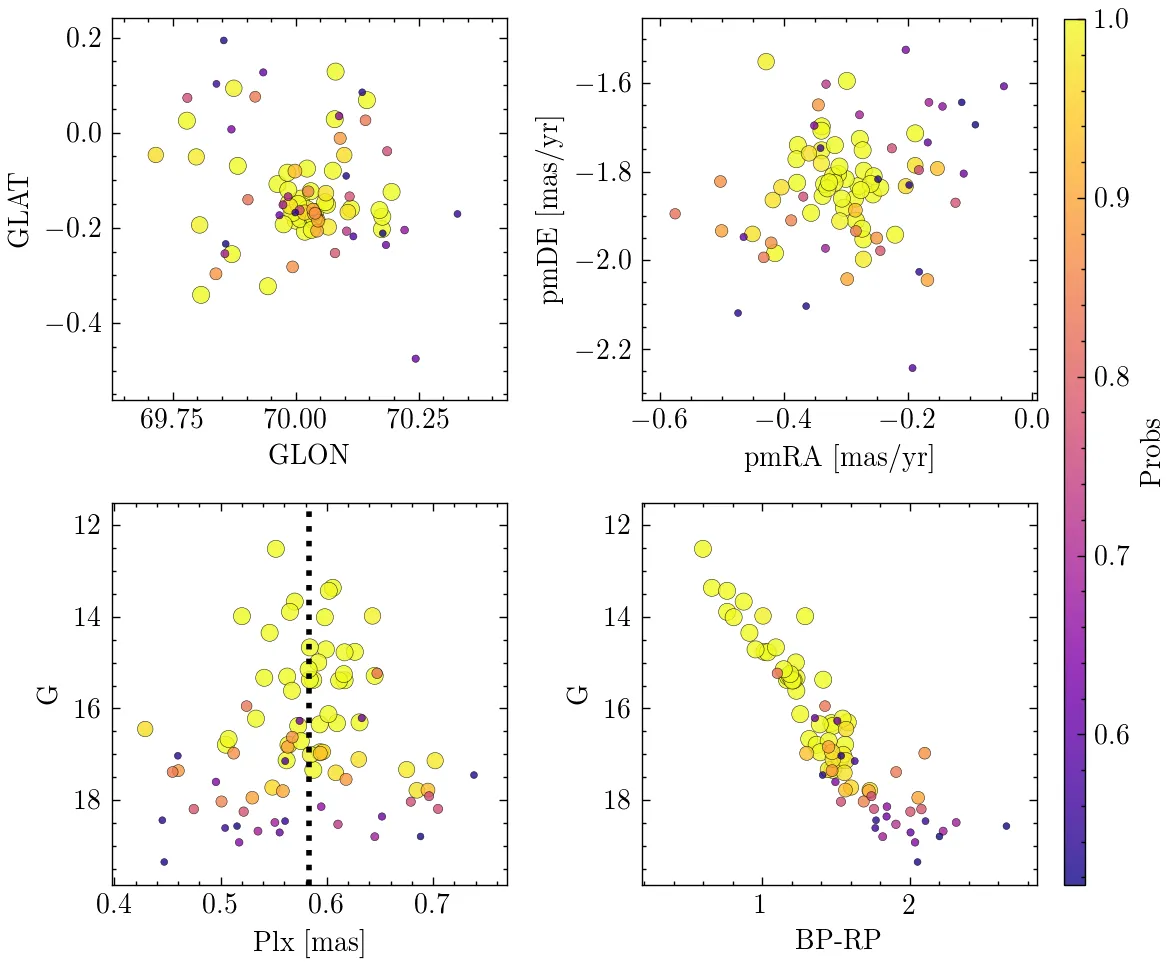 0.2
0.0
−0.2
−0.4
GLAT
69.75 70.00 70.25
GLON
−1.6
−1.8
−2.0
−2.2
pmDE [mas/yr]
−0.6 −0.4 −0.2 0.0
pmRA [mas/yr]
12
14
16
18
G
0.4 0.5 0.6 0.7
Plx [mas]
12
14
16
18
G
1 2
BP-RP
1.0
0.9
0.8
0.7
0.6
Probs